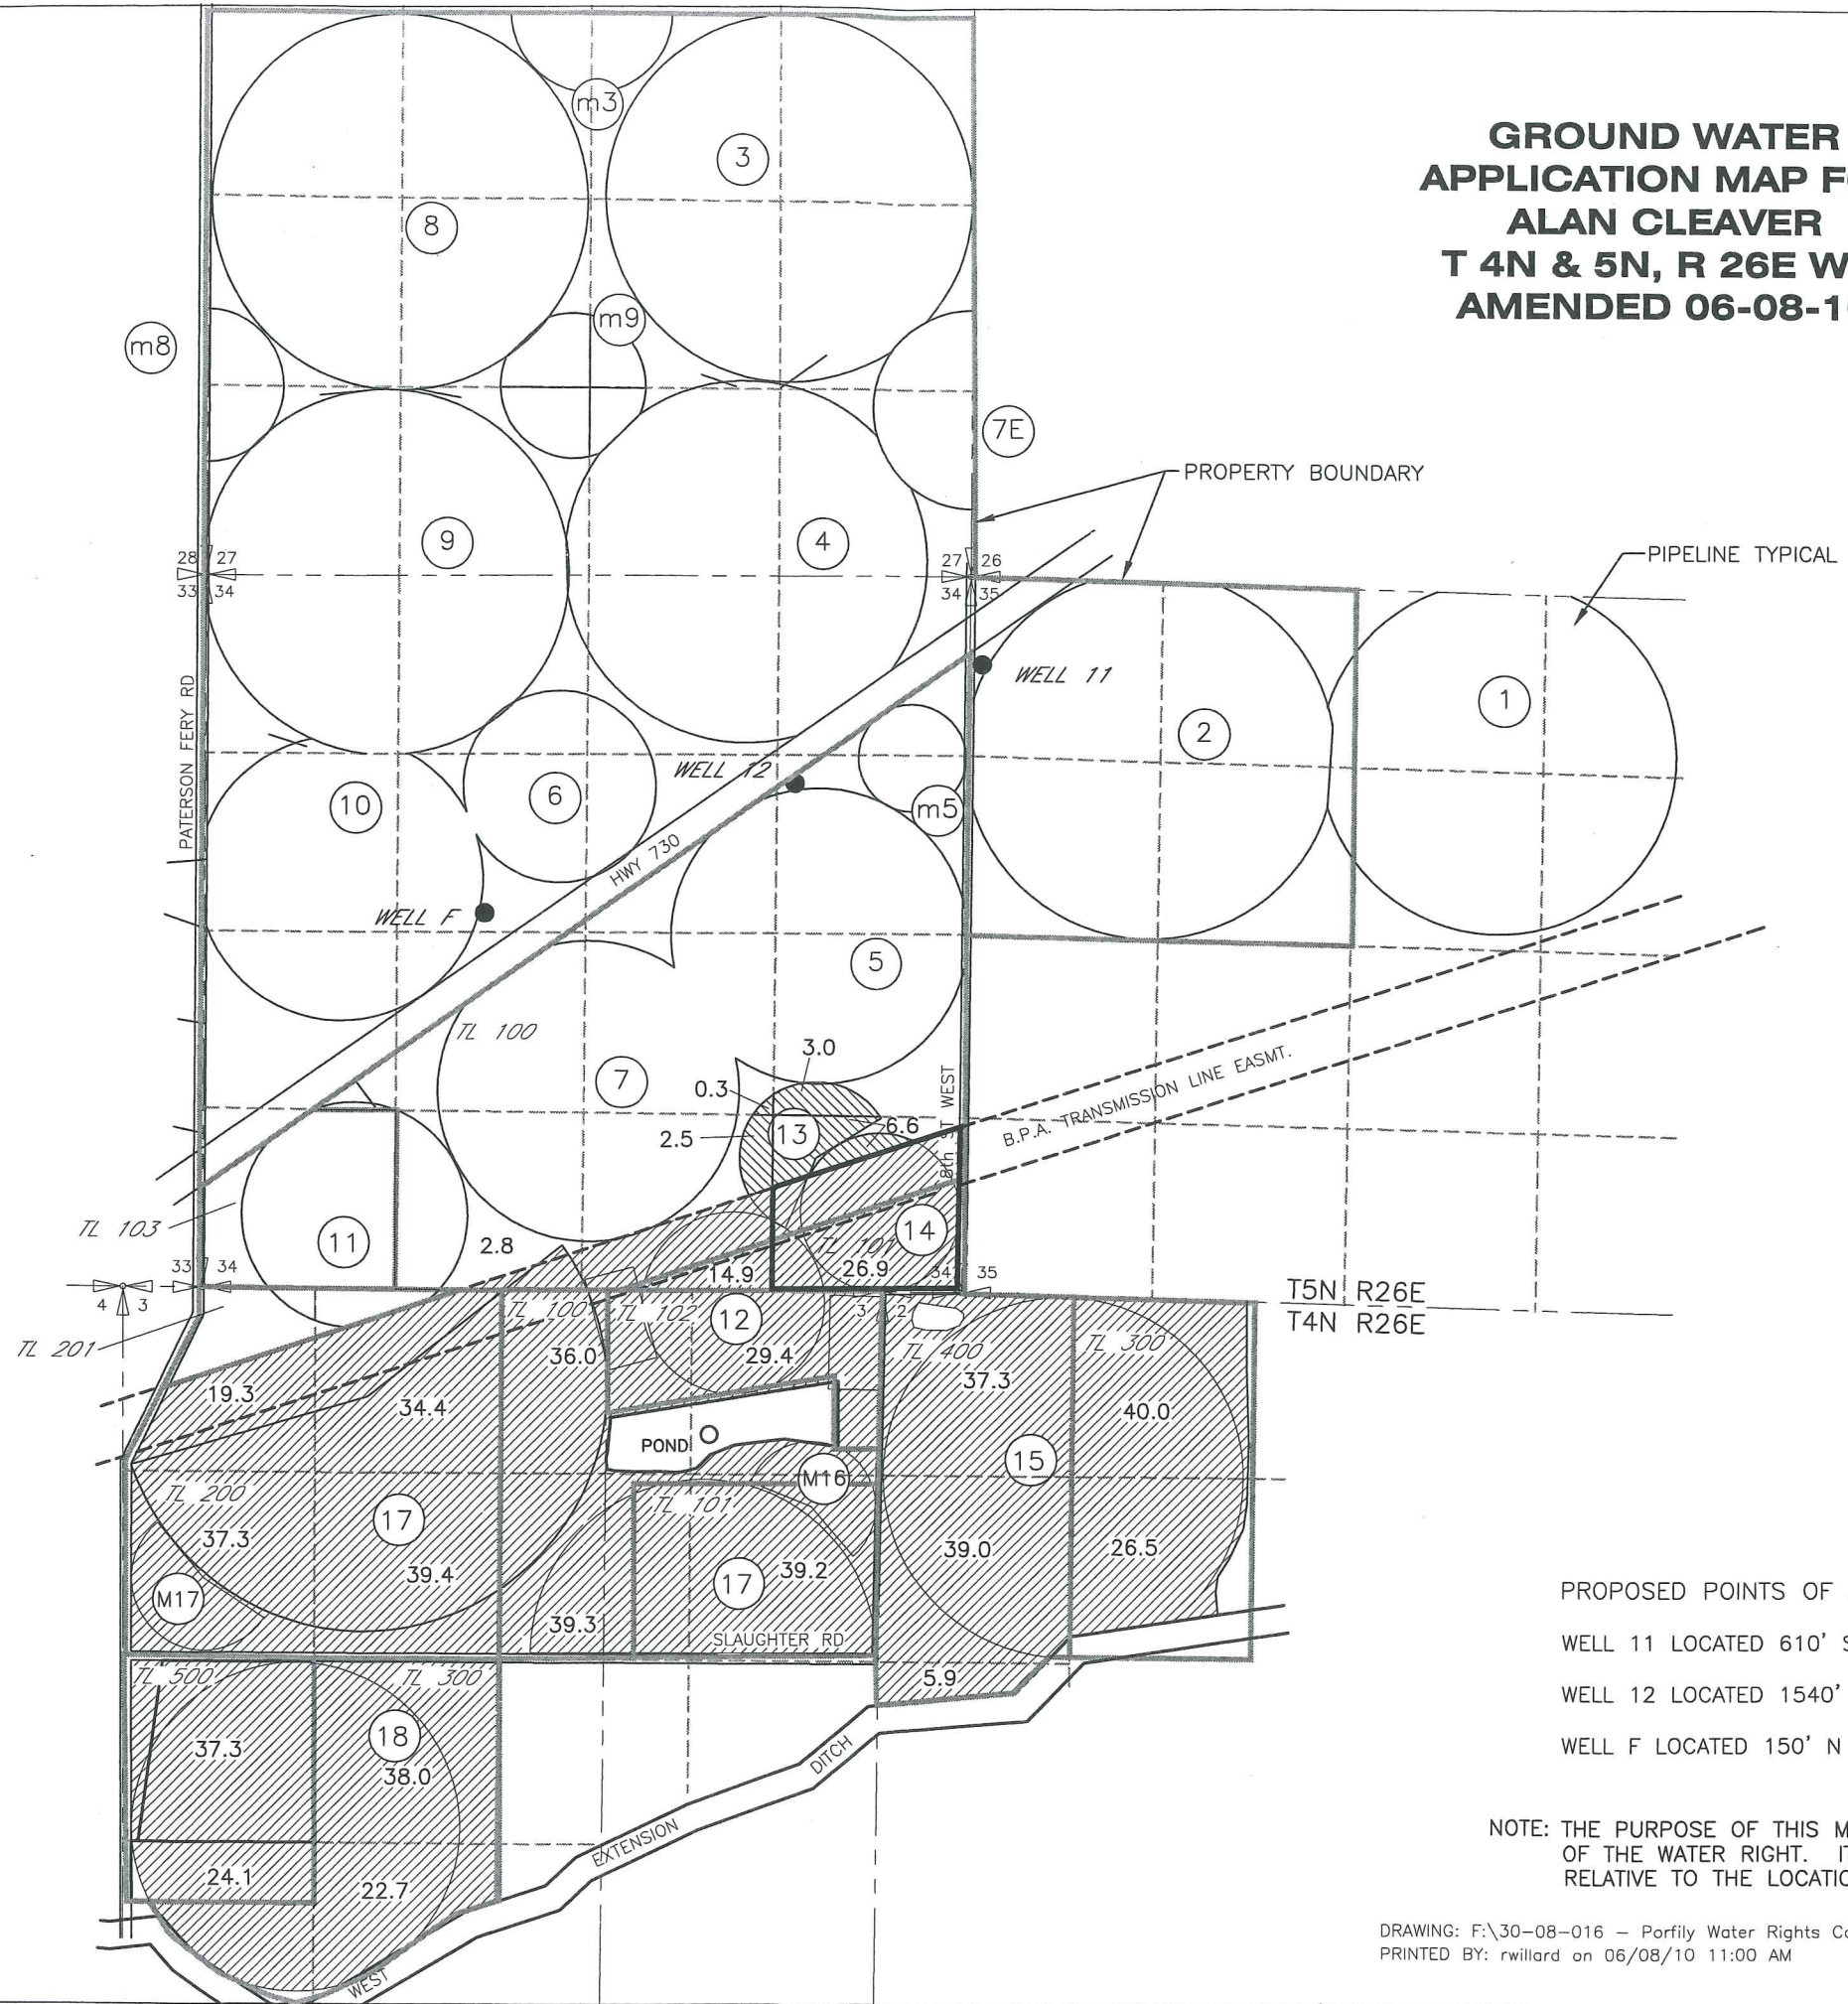 GROUND WATER
APPLICATION MAP
ALAN CLEAVER
T 4N & 5N, R 26E
AMENDED 06-08-1
m3
3
8
m9
m8
7E
PROPERTY BOUNDARY
9
4
28 27
33 34
27 26
34 35
PIPELINE TYPICAL
PATERSON FERY RD
WELL 11
1
2
WELL 12
10
6
m5
HWY 730
WELL F
5
TL 100
7
3.0
0.3
2.5
13
6.6
8th ST WEST
B.P.A. TRANSMISSION LINE EASMT.
TL 103
11
2.8
14
TL 101
14.9
26.9
33 34
34 35
4 3
3 2
T5N R26E
T4N R26E
TL 201
TL 100
TL 102
12
36.0
29.4
TL 400
TL 300
37.3
40.0
19.3
34.4
POND
15
M16
TL 200
TL 101
17
37.3
39.4
39.0
26.5
M17
17
39.2
39.3
SLAUGHTER RD
5.9
TL 500
TL 300
18
37.3
38.0
24.1
22.7
WEST
EXTENSION
DITCH
PROPOSED POINTS OF
WELL 11 LOCATED 610' S
WELL 12 LOCATED 1540'
WELL F LOCATED 150' N
NOTE: THE PURPOSE OF THIS
OF THE WATER RIGHT.
RELATIVE TO THE
DRAWING: F:\30-08-016 – Porfily Water Rights
PRINTED BY: rwillard on 06/08/10 11:00 AM